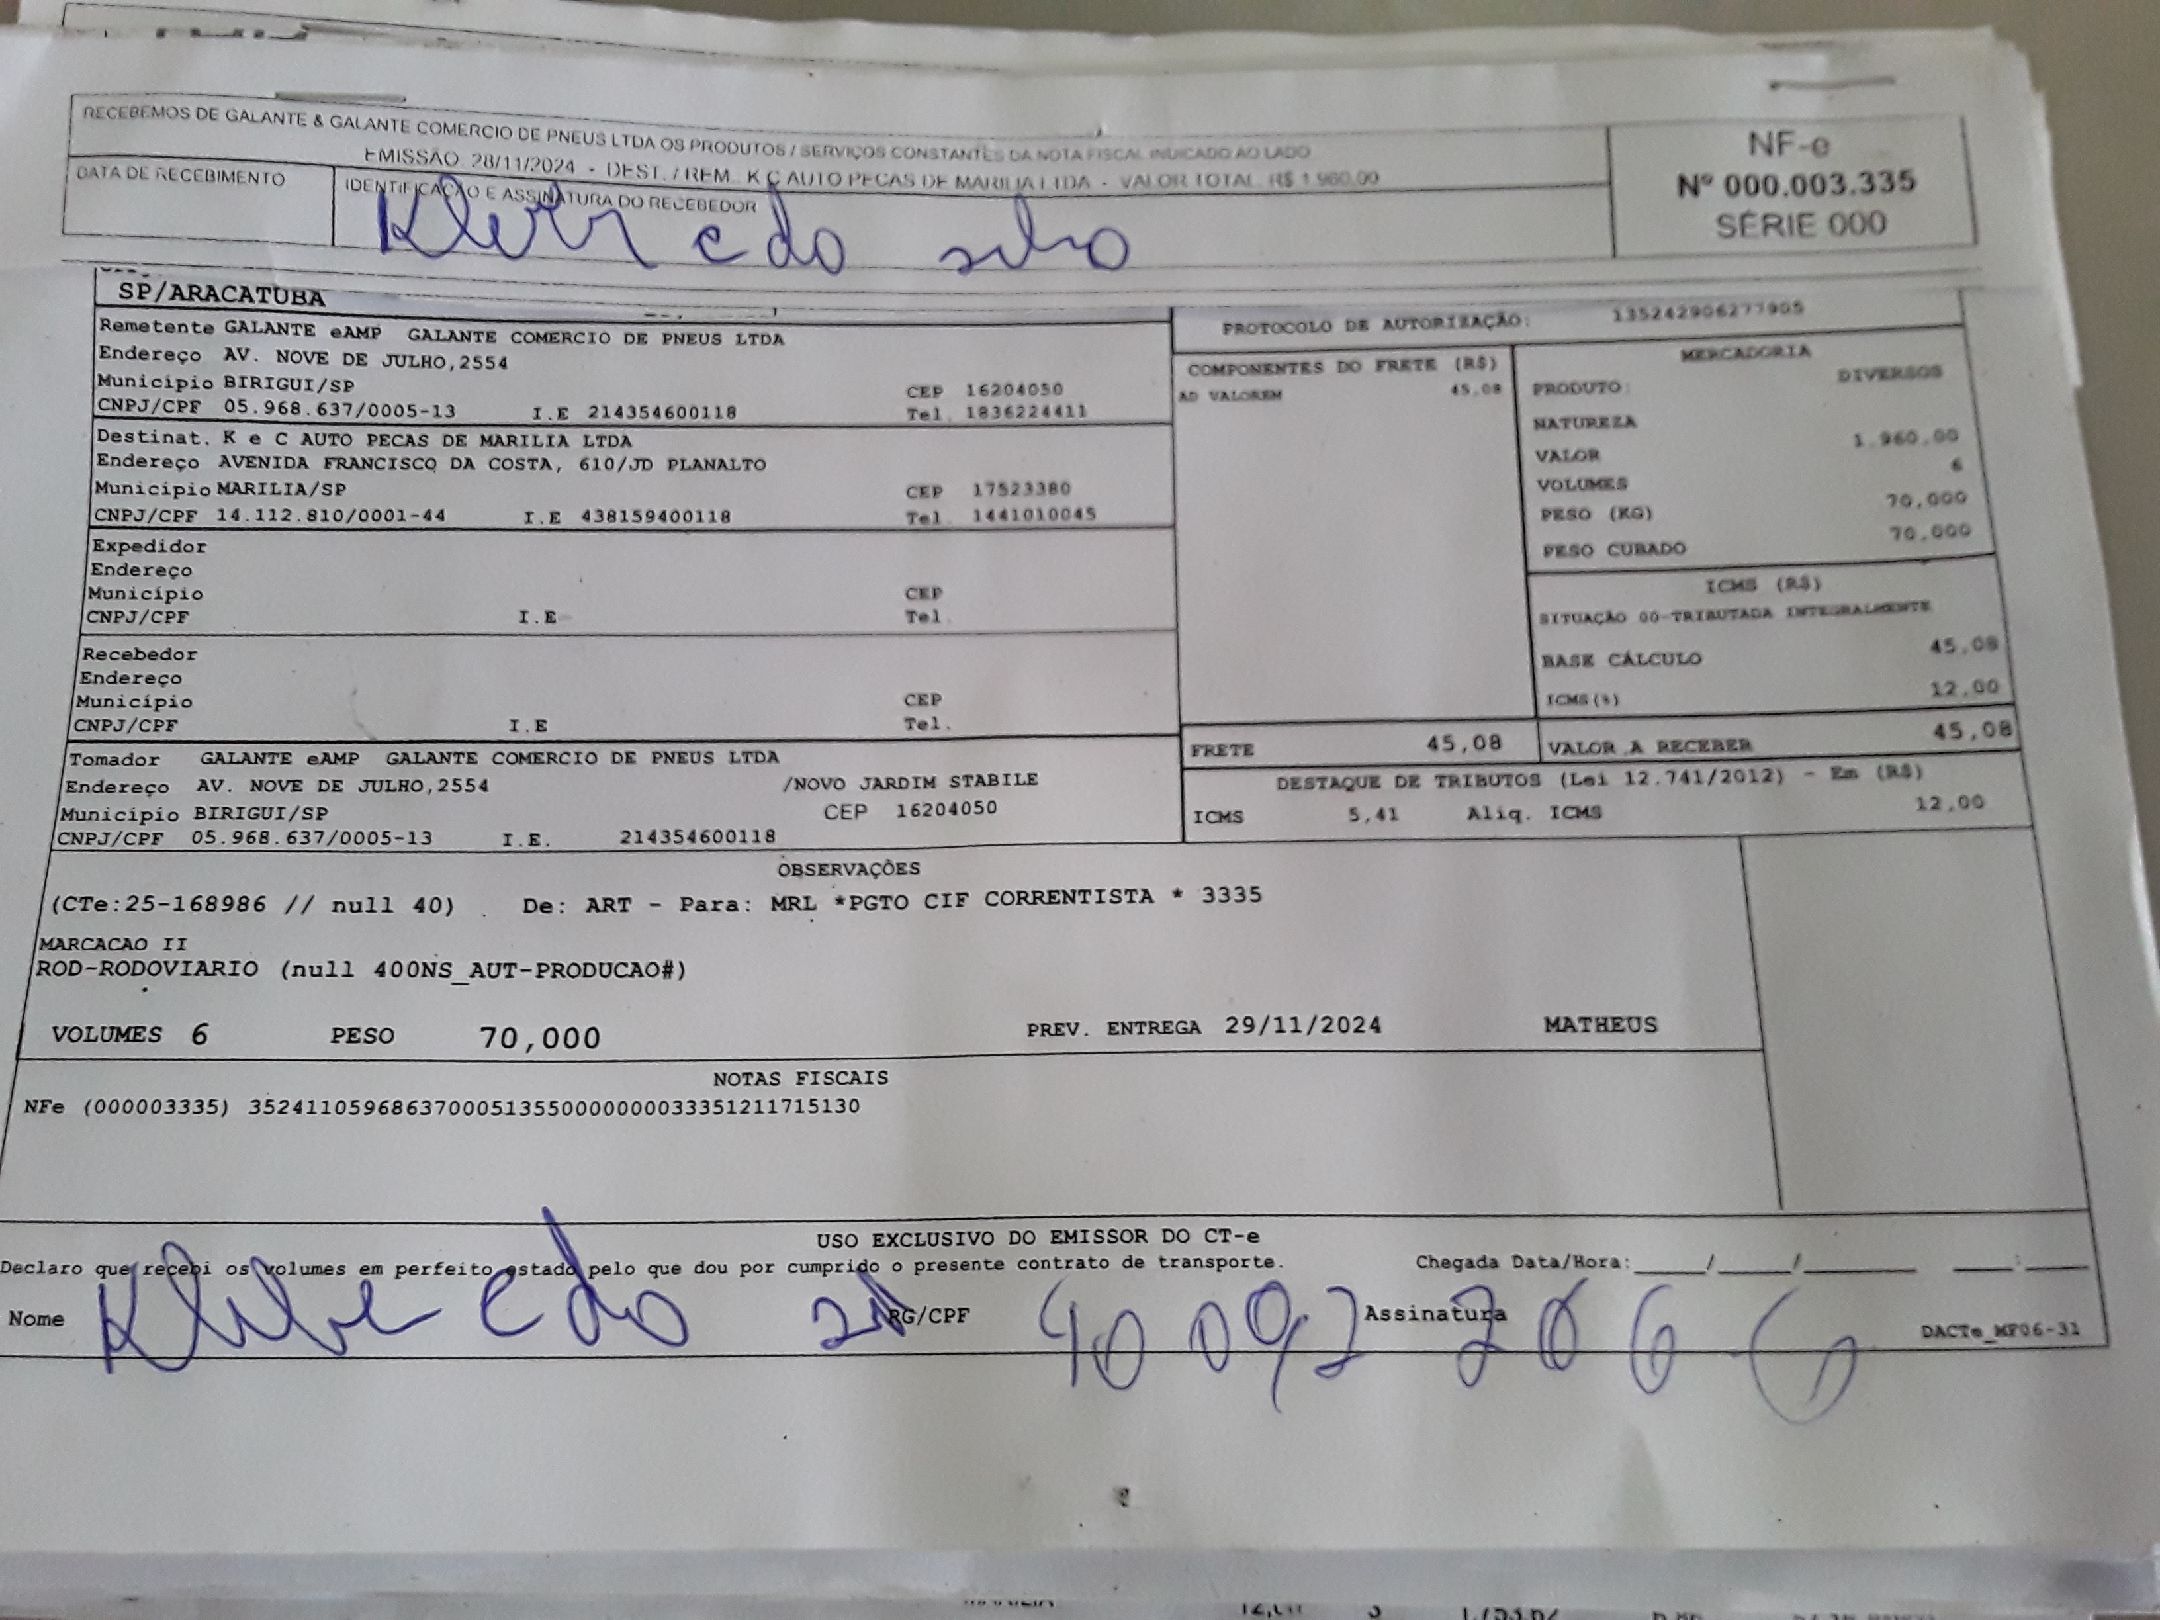 RECEBEMOS DE GALANTE & GALANTE COMERCIO DE PNEUS LTDA OS PRODUTOS / SERVIÇOS CONSTANTES DA NOTA FISCAL INDICADO AO LADO
EMISSÃO: 28/11/2024 - DEST. / REM.: K C AUTO PECAS DE MARILIA LTDA - VALOR TOTAL: R$ 1.960,00
DATA DE RECEBIMENTO
IDENTIFICAÇÃO E ASSINATURA DO RECEBEDOR
NF-e
Nº 000.003.335
SÉRIE 000
SP/ARACATUBA
Remetente GALANTE eAMP GALANTE COMERCIO DE PNEUS LTDA
Endereço AV. NOVE DE JULHO,2554
Município BIRIGUI/SP CEP 16204050
CNPJ/CPF 05.968.637/0005-13 I.E 214354600118 Tel. 1836224411
Destinat. K e C AUTO PECAS DE MARILIA LTDA
Endereço AVENIDA FRANCISCO DA COSTA, 610/JD PLANALTO
Município MARILIA/SP CEP 17523380
CNPJ/CPF 14.112.810/0001-44 I.E 438159400118 Tel. 1441010045
Expedidor
Endereço
Município CEP
CNPJ/CPF I.E Tel.
Recebedor
Endereço
Município CEP
CNPJ/CPF I.E Tel.
Tomador GALANTE eAMP GALANTE COMERCIO DE PNEUS LTDA
Endereço AV. NOVE DE JULHO,2554 /NOVO JARDIM STABILE
Município BIRIGUI/SP CEP 16204050
CNPJ/CPF 05.968.637/0005-13 I.E. 214354600118
PROTOCOLO DE AUTORIZAÇÃO: 135242906277905
COMPONENTES DO FRETE (R$)
AD VALOREM 45,08
MERCADORIA
PRODUTO: DIVERSOS
NATUREZA
VALOR 1.960,00
VOLUMES 6
PESO (KG) 70,000
PESO CUBADO 70,000
ICMS (R$)
SITUAÇÃO 00-TRIBUTADA INTEGRALMENTE
BASE CÁLCULO 45,08
ICMS(%) 12,00
FRETE 45,08 VALOR A RECEBER 45,08
DESTAQUE DE TRIBUTOS (Lei 12.741/2012) - Em (R$)
ICMS 5,41 Aliq. ICMS 12,00
OBSERVAÇÕES
(CTe:25-168986 // null 40) De: ART - Para: MRL *PGTO CIF CORRENTISTA * 3335
MARCACAO II
ROD-RODOVIARIO (null 400NS_AUT-PRODUCAO#)
VOLUMES 6 PESO 70,000 PREV. ENTREGA 29/11/2024 MATHEUS
NOTAS FISCAIS
NFe (000003335) 35241105968637000513550000000033351211715130
USO EXCLUSIVO DO EMISSOR DO CT-e
Declaro que recebi os volumes em perfeito estado pelo que dou por cumprido o presente contrato de transporte. Chegada Data/Hora:_____/_____/________ ____:____
Nome RG/CPF Assinatura
DACTe_MF06-31